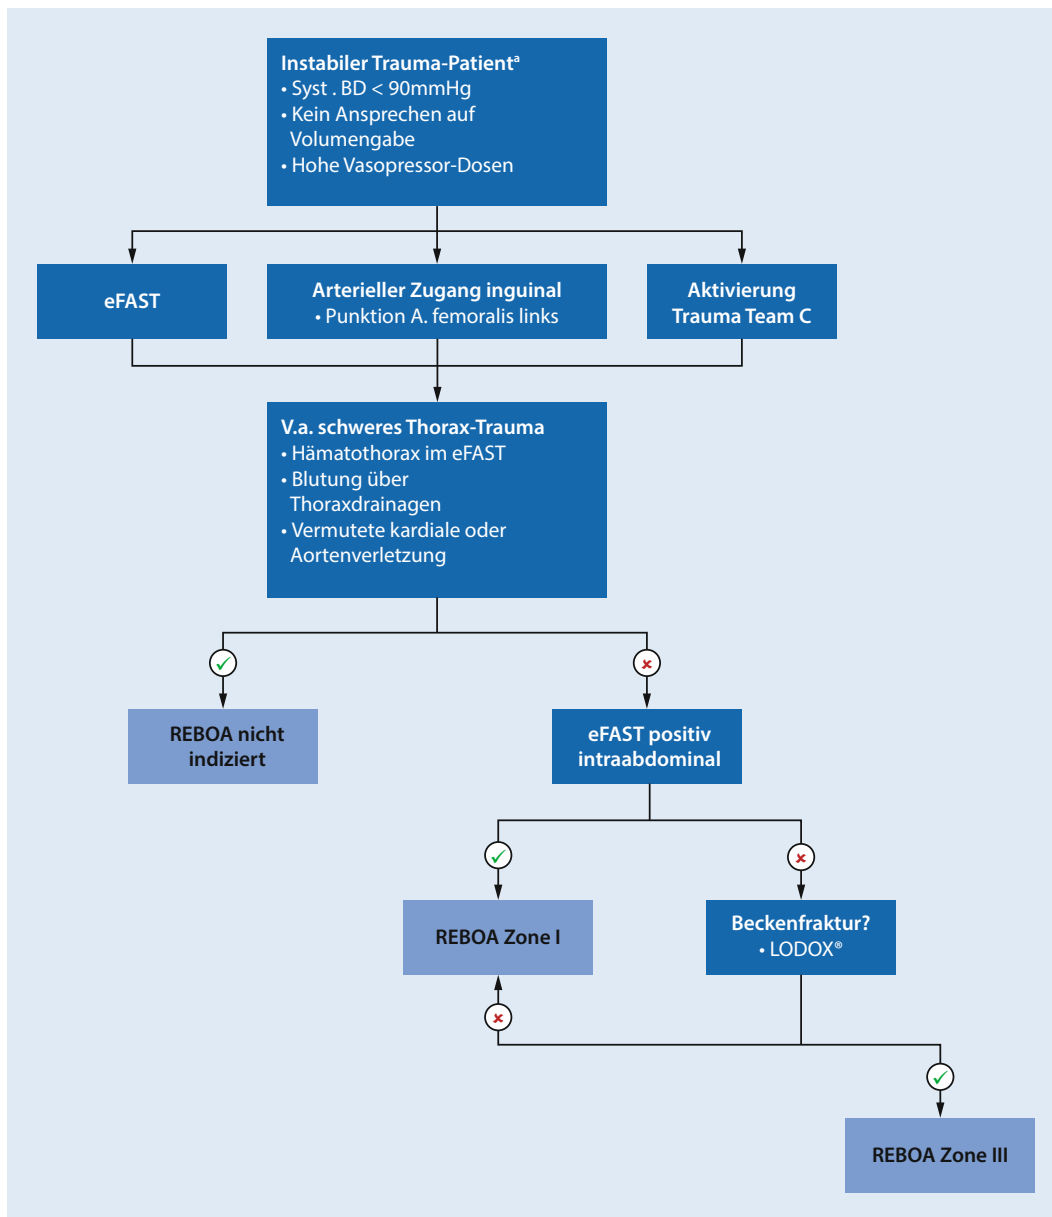 Instabiler Trauma-Patientᵃ
• Syst . BD < 90mmHg
• Kein Ansprechen auf
Volumengabe
• Hohe Vasopressor-Dosen
eFAST
Arterieller Zugang inguinal
• Punktion A. femoralis links
Aktivierung
Trauma Team C
V.a. schweres Thorax-Trauma
• Hämatothorax im eFAST
• Blutung über
Thoraxdrainagen
• Vermutete kardiale oder
Aortenverletzung
REBOA nicht
indiziert
eFAST positiv
intraabdominal
REBOA Zone I
Beckenfraktur?
• LODOX®
REBOA Zone III